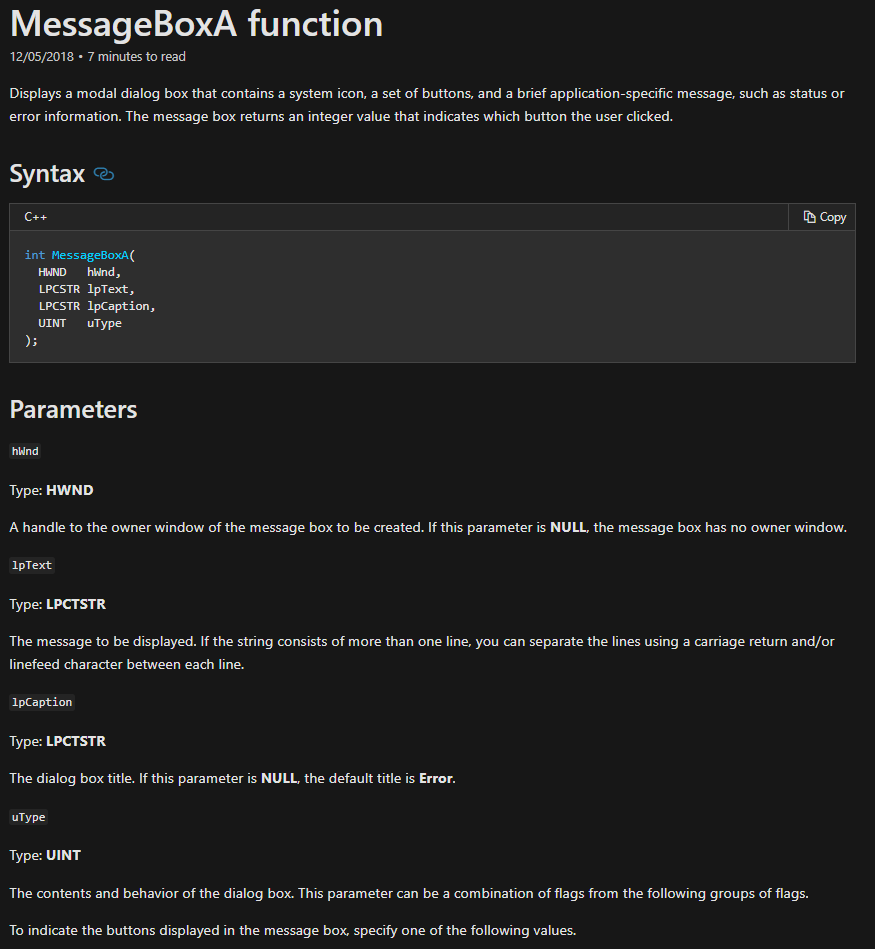 MessageBoxA function
12/05/2018 • 7 minutes to read
Displays a modal dialog box that contains a system icon, a set of buttons, and a brief application-specific message, such as status or
error information. The message box returns an integer value that indicates which button the user clicked.
Syntax
C++
Copy
int MessageBoxA(
  HWND   hWnd,
  LPCSTR lpText,
  LPCSTR lpCaption,
  UINT   uType
);
Parameters
hWnd
Type: HWND
A handle to the owner window of the message box to be created. If this parameter is NULL, the message box has no owner window.
lpText
Type: LPCTSTR
The message to be displayed. If the string consists of more than one line, you can separate the lines using a carriage return and/or
linefeed character between each line.
lpCaption
Type: LPCTSTR
The dialog box title. If this parameter is NULL, the default title is Error.
uType
Type: UINT
The contents and behavior of the dialog box. This parameter can be a combination of flags from the following groups of flags.
To indicate the buttons displayed in the message box, specify one of the following values.